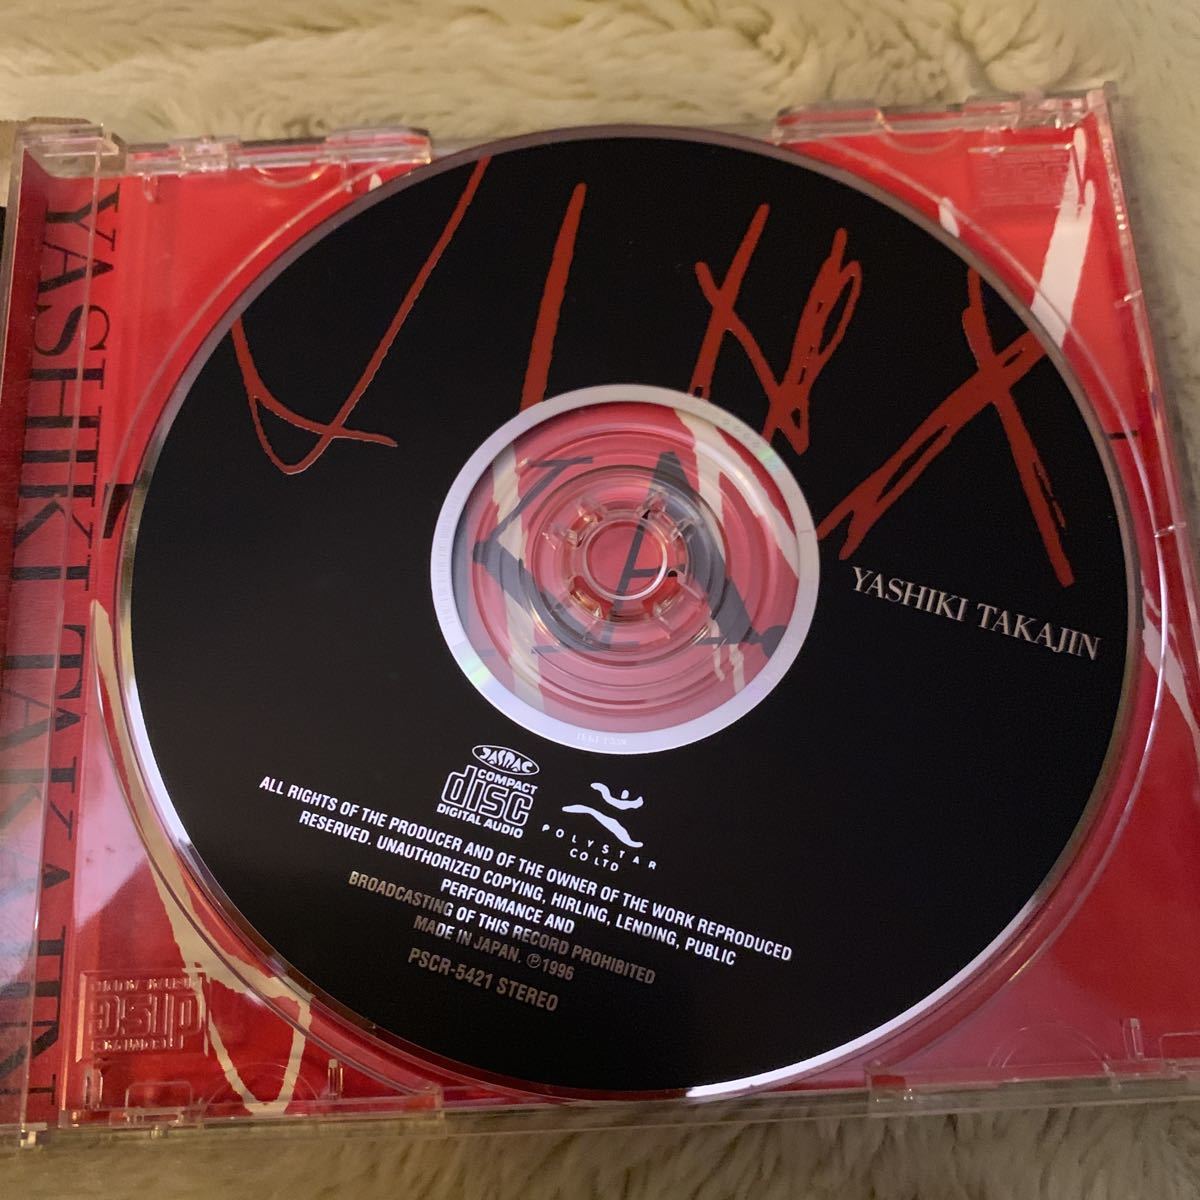 YASHIKI TAKAJIN
YASHIKI TAKAJIN
KA
JASRAC
COMPACT
disc
DIGITAL AUDIO
POLYSTAR
CO LTD
ALL RIGHTS OF THE PRODUCER AND OF THE OWNER OF THE WORK REPRODUCED
RESERVED. UNAUTHORIZED COPYING, HIRLING, LENDING, PUBLIC
PERFORMANCE AND
BROADCASTING OF THIS RECORD PROHIBITED
MADE IN JAPAN. ℗1996
PSCR-5421 STEREO